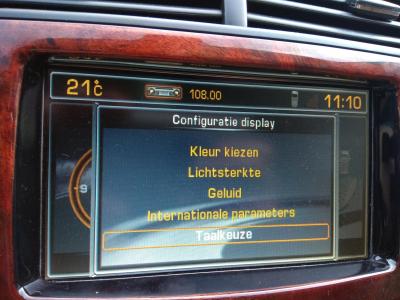 21°c 108.00 11:10
Configuratie display
Kleur kiezen
Lichtsterkte
Geluid
Internationale parameters
Taalkeuze